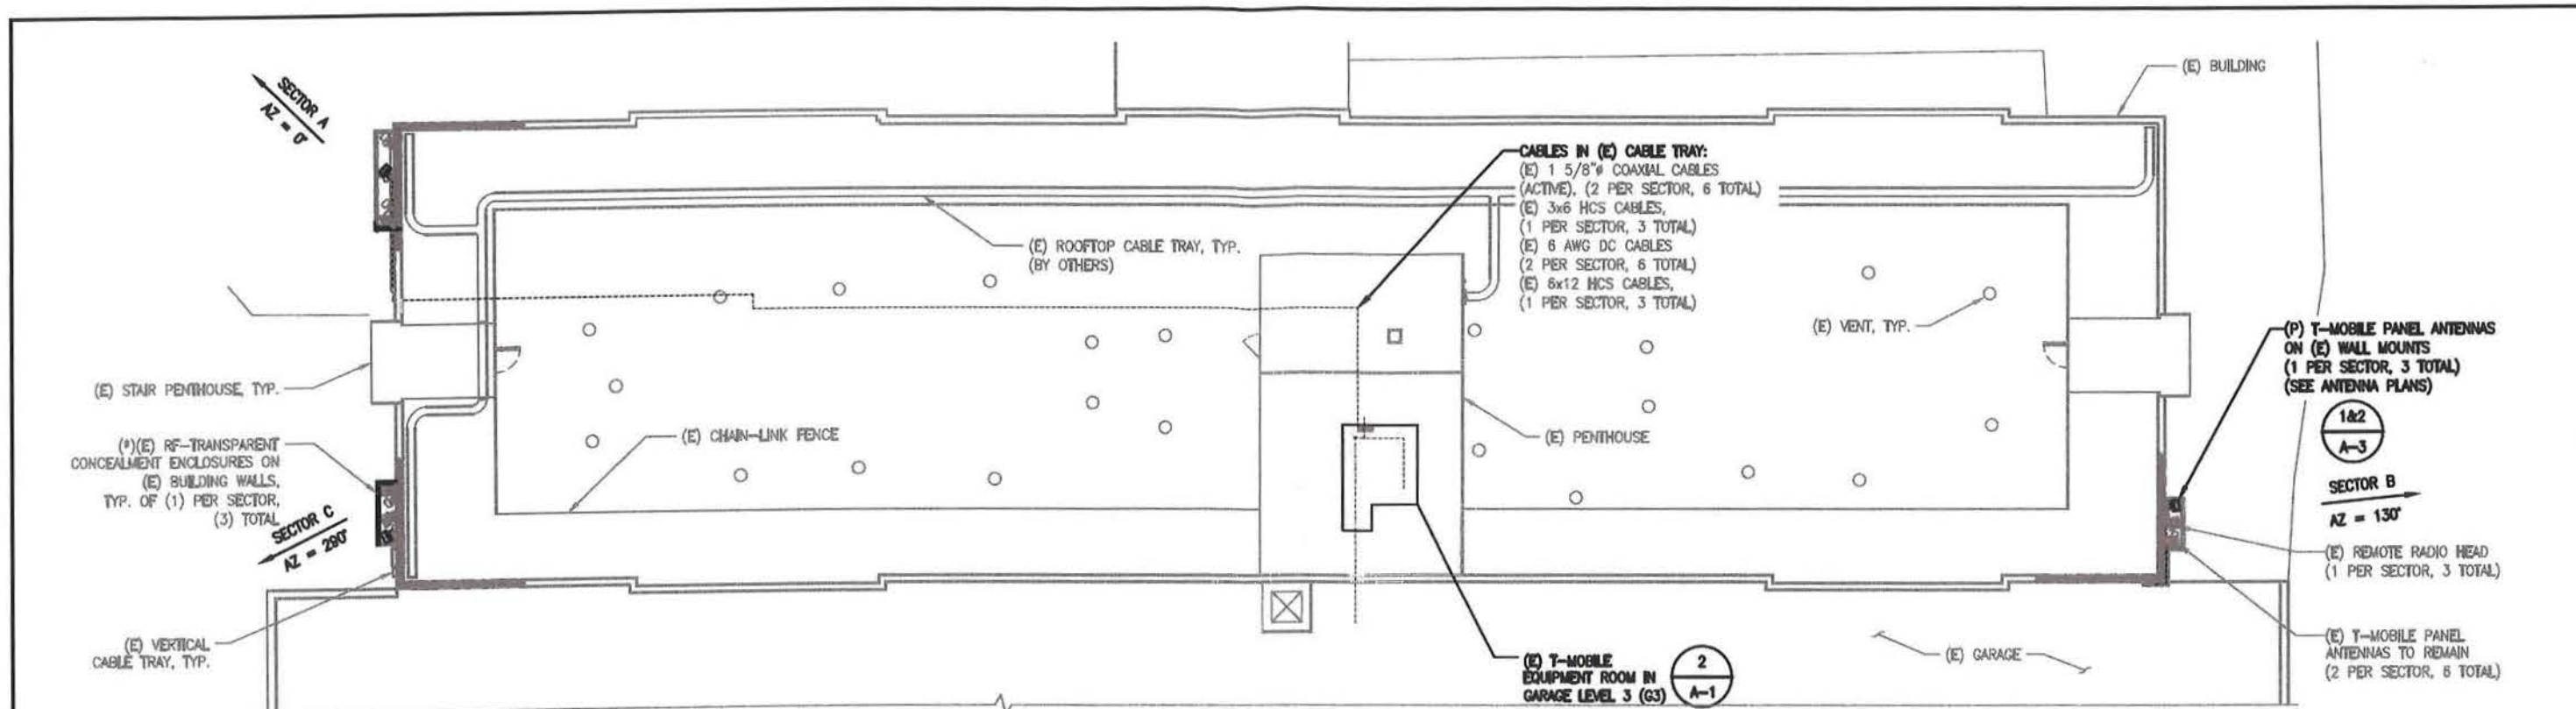 SECTOR A
AZ = 0°
(E) BUILDING
CABLES IN (E) CABLE TRAY:
(E) 1 5/8"ø COAXIAL CABLES
(ACTIVE), (2 PER SECTOR, 6 TOTAL)
(E) 3x6 HCS CABLES,
(1 PER SECTOR, 3 TOTAL)
(E) 6 AWG DC CABLES
(2 PER SECTOR, 6 TOTAL)
(E) 6x12 HCS CABLES,
(1 PER SECTOR, 3 TOTAL)
(E) ROOFTOP CABLE TRAY, TYP.
(BY OTHERS)
(E) VENT, TYP.
(P) T-MOBILE PANEL ANTENNAS
ON (E) WALL MOUNTS
(1 PER SECTOR, 3 TOTAL)
(SEE ANTENNA PLANS)
1&2
A-3
(E) STAIR PENTHOUSE, TYP.
(E) CHAIN-LINK FENCE
(E) PENTHOUSE
(E) RF-TRANSPARENT
CONCEALMENT ENCLOSURES ON
(E) BUILDING WALLS,
TYP. OF (1) PER SECTOR,
(3) TOTAL
SECTOR C
AZ = 290°
SECTOR B
AZ = 130°
(E) REMOTE RADIO HEAD
(1 PER SECTOR, 3 TOTAL)
(E) VERTICAL
CABLE TRAY, TYP.
(E) T-MOBILE
EQUIPMENT ROOM IN
GARAGE LEVEL 3 (G3)
2
A-1
(E) GARAGE
(E) T-MOBILE PANEL
ANTENNAS TO REMAIN
(2 PER SECTOR, 6 TOTAL)